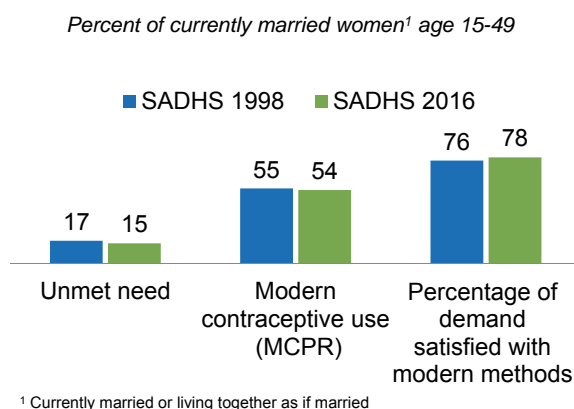 Percent of currently married women¹ age 15-49
SADHS 1998 SADHS 2016
17 15 55 54 76 78
Unmet need
Modern
contraceptive use
(MCPR)
Percentage of
demand
satisfied with
modern methods
¹ Currently married or living together as if married